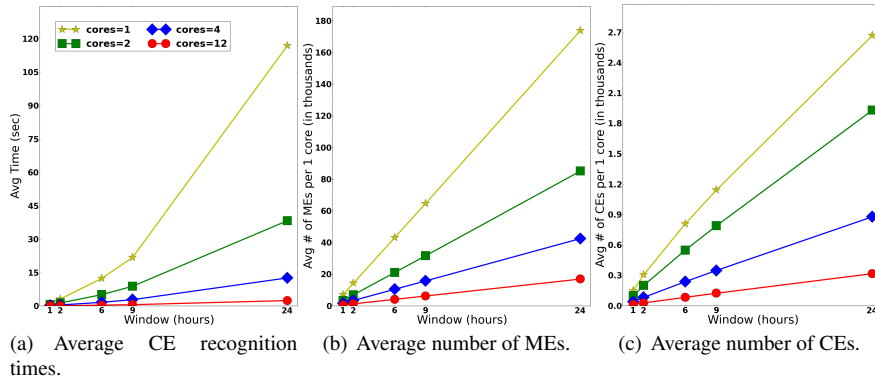 cores=1
cores=2
cores=4
cores=12
Avg Time (sec)
120
105
90
75
60
45
30
15
0
1 2 6 9 24
Window (hours)
Avg # of MEs per 1 core (in thousands)
180
160
140
120
100
80
60
40
20
0
1 2 6 9 24
Window (hours)
Avg # of CEs per 1 core (in thousands)
2.7
2.4
2.1
1.8
1.5
1.2
0.9
0.6
0.3
0.0
1 2 6 9 24
Window (hours)
(a) Average CE recognition
times.
(b) Average number of MEs.
(c) Average number of CEs.